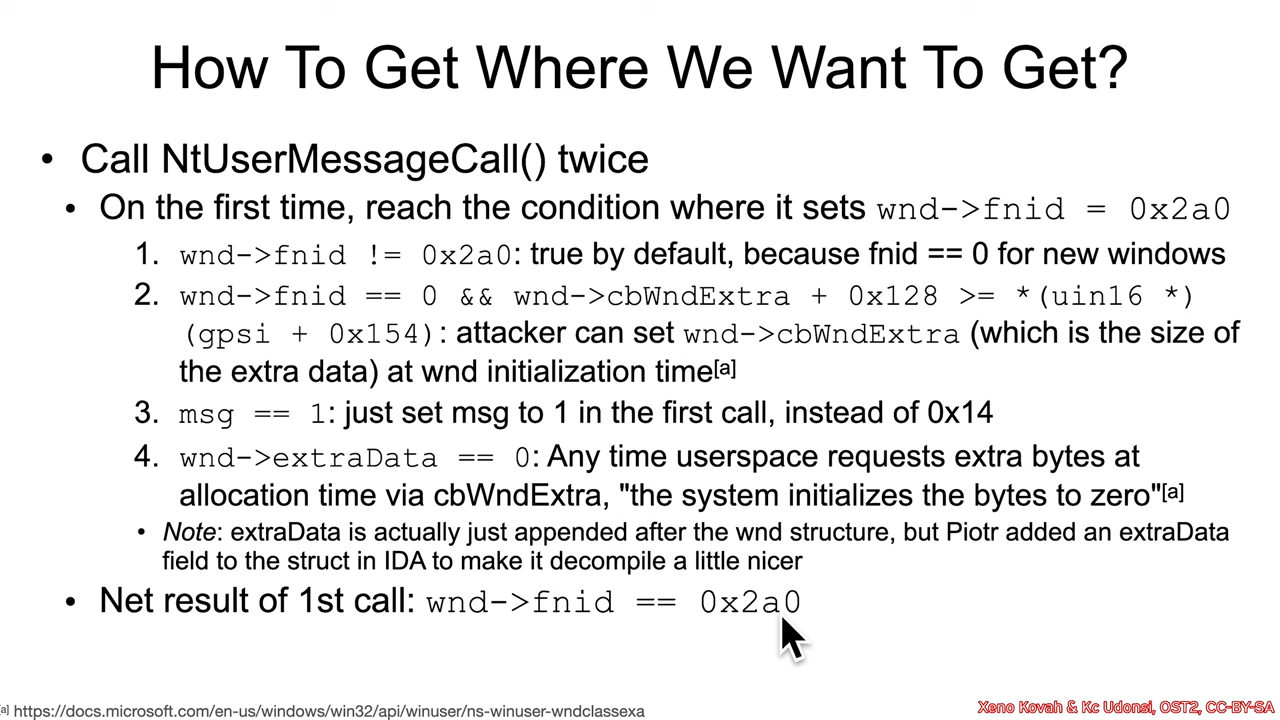 How To Get Where We Want To Get?
• Call NtUserMessageCall() twice
• On the first time, reach the condition where it sets wnd->fnid = 0x2a0
1. wnd->fnid != 0x2a0: true by default, because fnid == 0 for new windows
2. wnd->fnid == 0 && wnd->cbWndExtra + 0x128 >= *(uin16 *)
(gpsi + 0x154): attacker can set wnd->cbWndExtra (which is the size of
the extra data) at wnd initialization time[a]
3. msg == 1: just set msg to 1 in the first call, instead of 0x14
4. wnd->extraData == 0: Any time userspace requests extra bytes at
allocation time via cbWndExtra, "the system initializes the bytes to zero"[a]
• Note: extraData is actually just appended after the wnd structure, but Piotr added an extraData
field to the struct in IDA to make it decompile a little nicer
• Net result of 1st call: wnd->fnid == 0x2a0
[a] https://docs.microsoft.com/en-us/windows/win32/api/winuser/ns-winuser-wndclassexa
Xeno Kovah & Kc Udonsi, OST2, CC-BY-SA